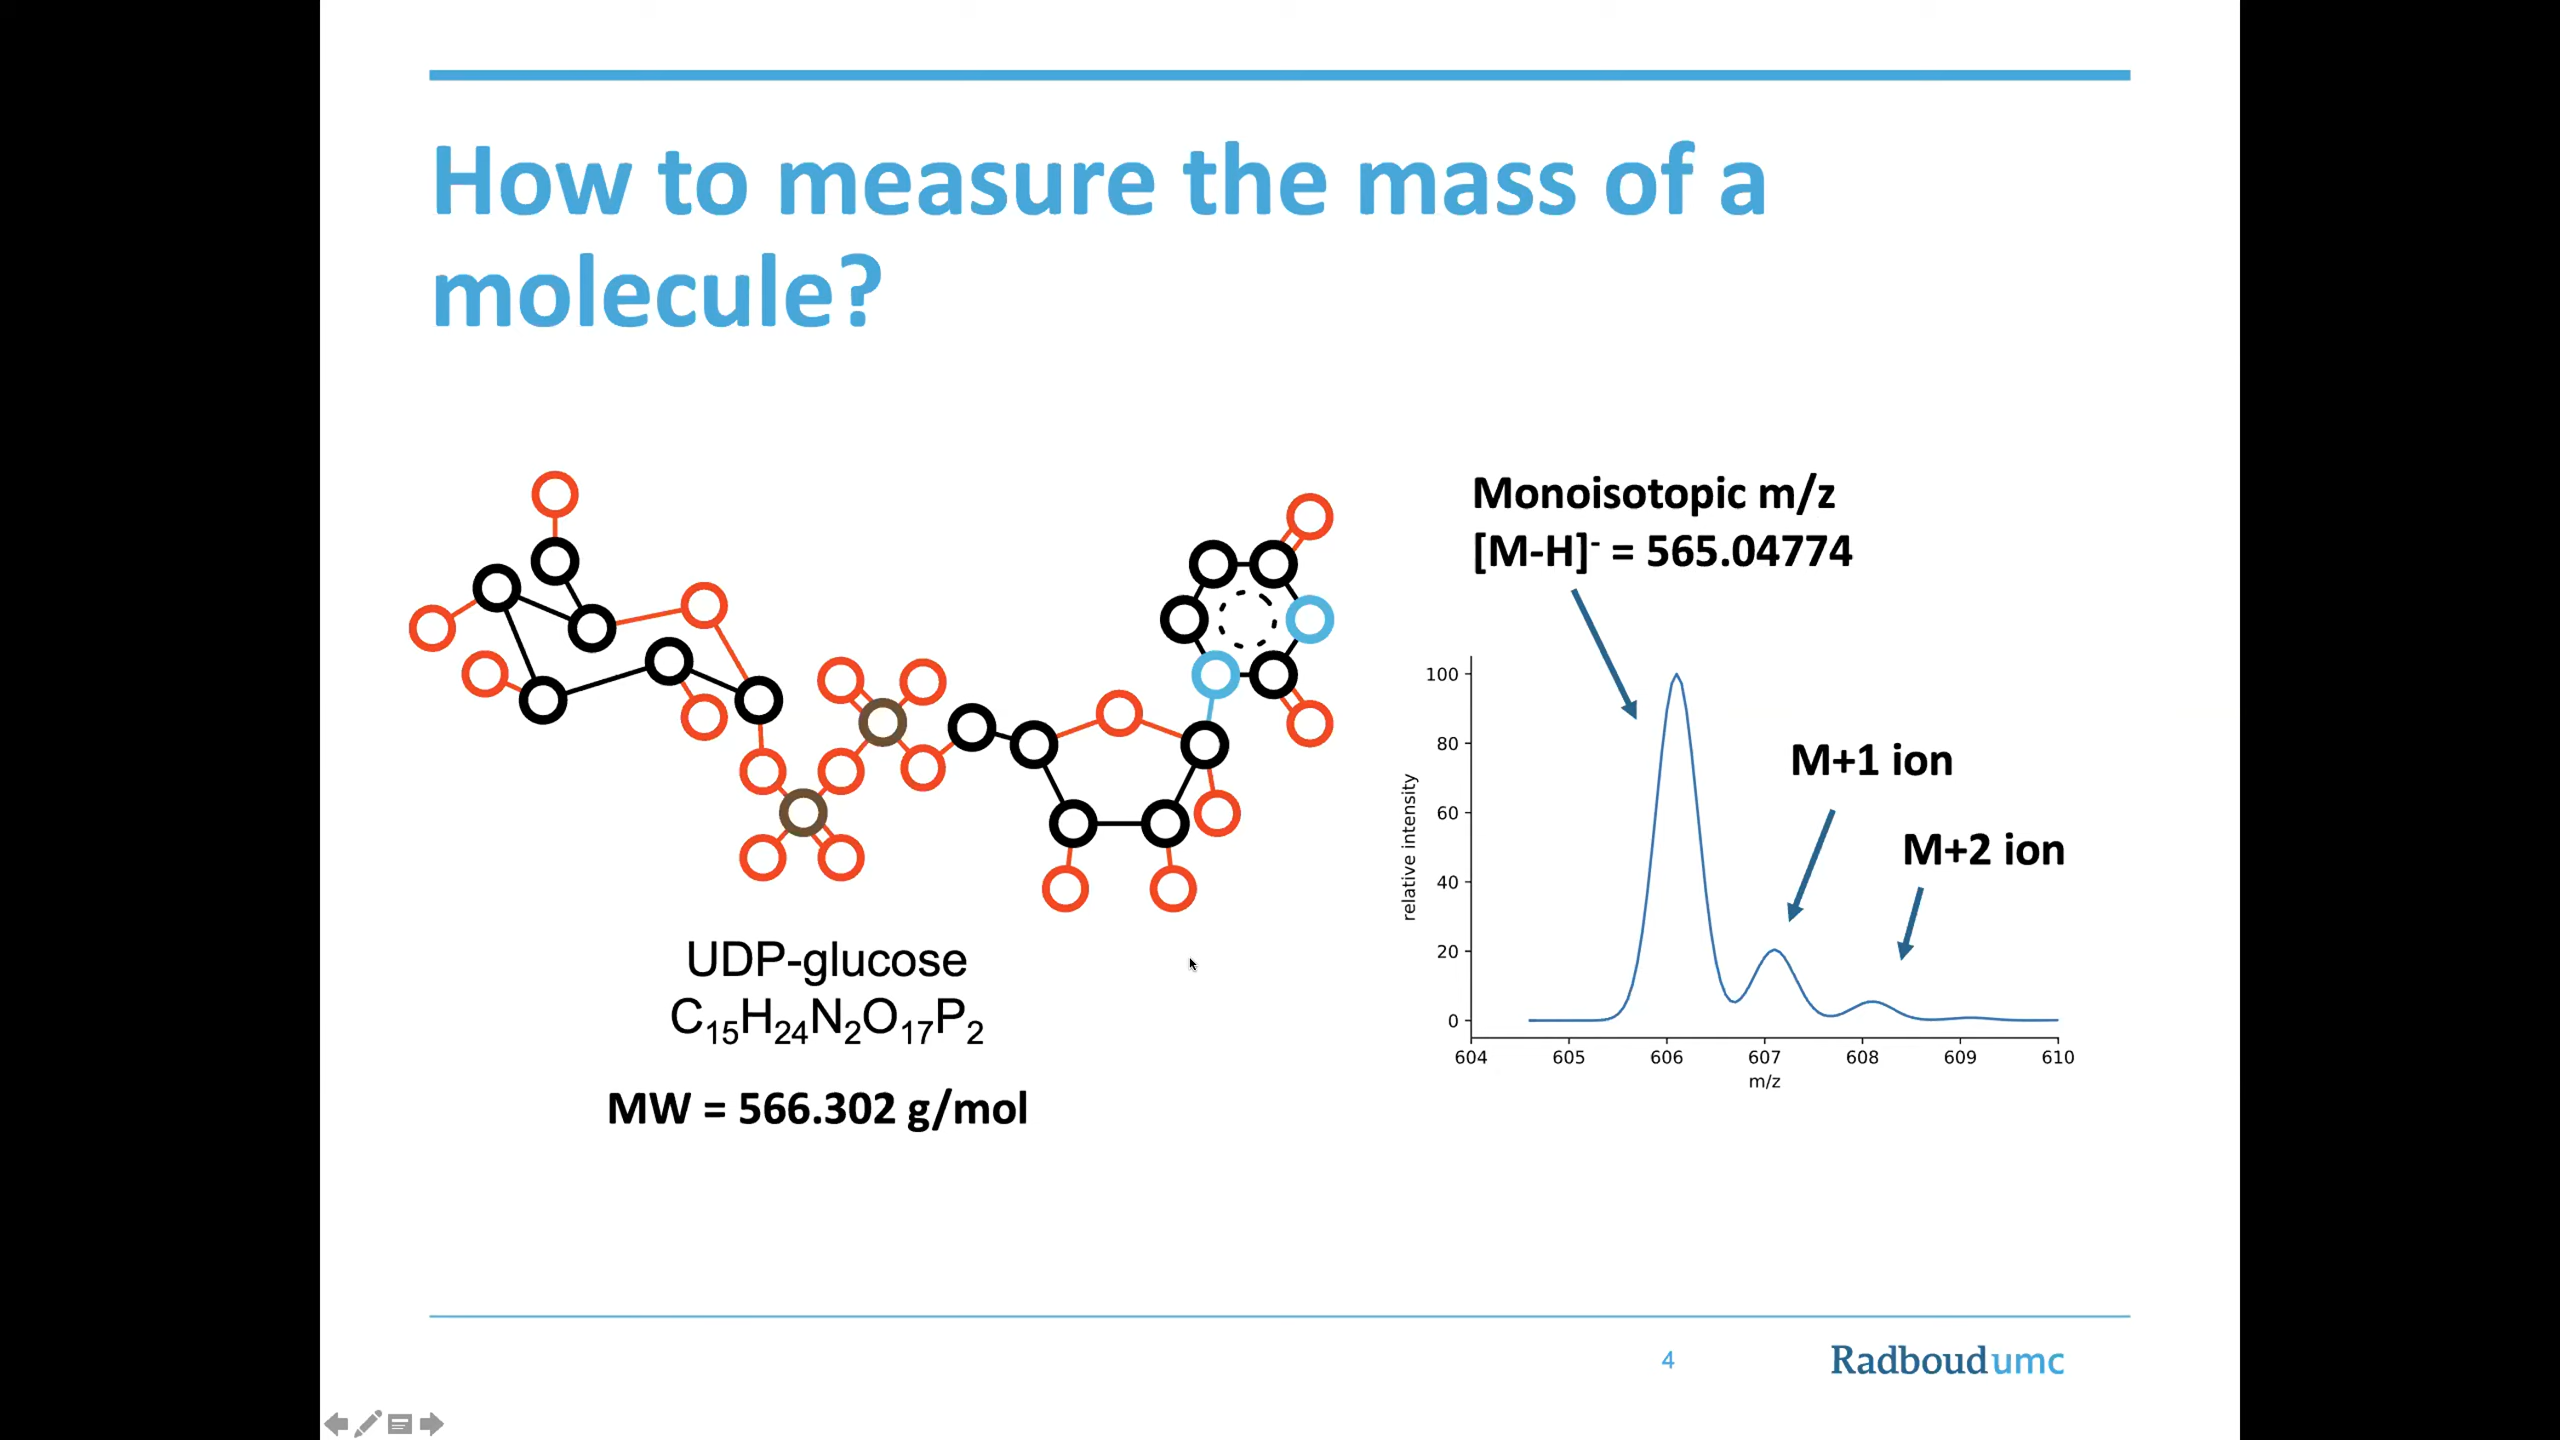 How to measure the mass of a
molecule?
Monoisotopic m/z
[M-H]⁻ = 565.04774
M+1 ion
M+2 ion
relative intensity
100
80
60
40
20
0
604 605 606 607 608 609 610
m/z
UDP-glucose
C₁₅H₂₄N₂O₁₇P₂
MW = 566.302 g/mol
4
Radboudumc